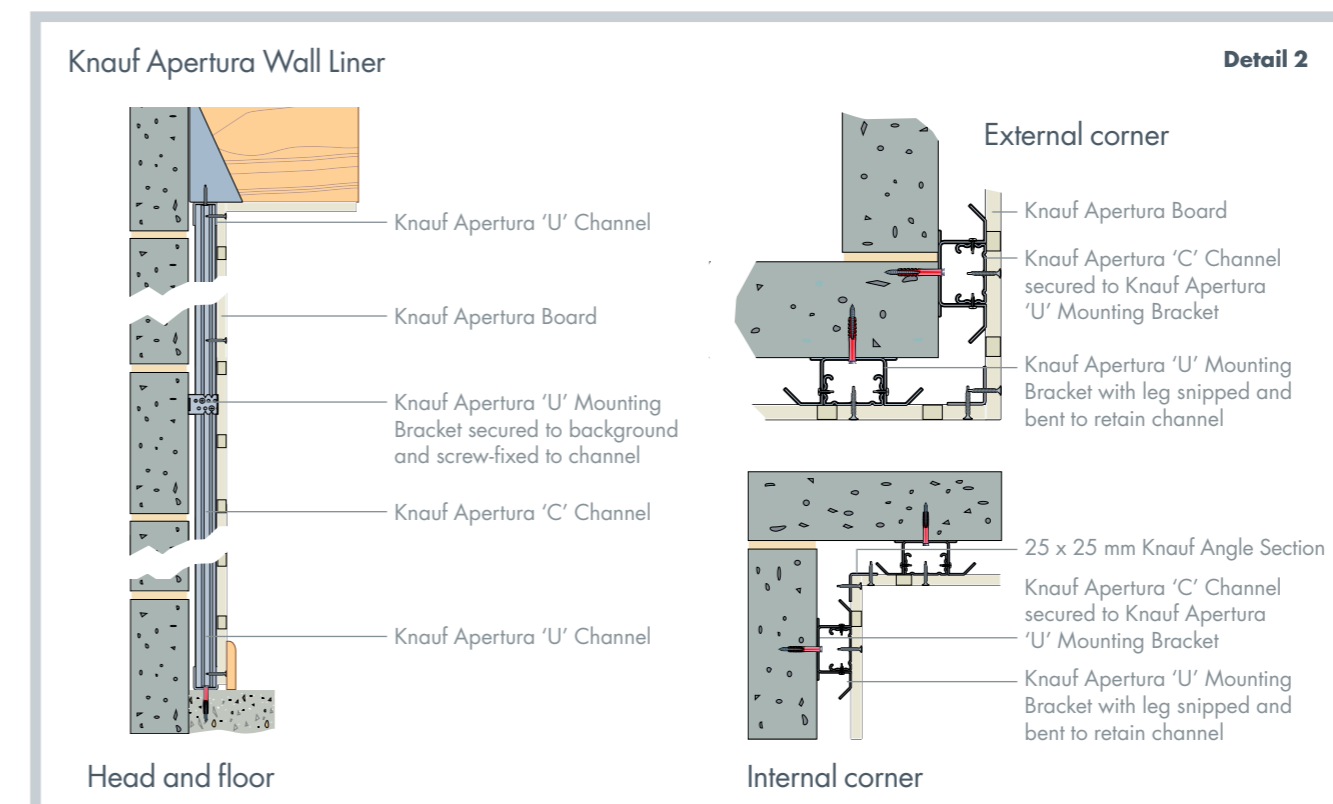 Knauf Apertura Wall Liner
Detail 2
Knauf Apertura ‘U’ Channel
Knauf Apertura Board
Knauf Apertura ‘U’ Mounting
Bracket secured to background
and screw-fixed to channel
Knauf Apertura ‘C’ Channel
Knauf Apertura ‘U’ Channel
Head and floor
External corner
Knauf Apertura Board
Knauf Apertura ‘C’ Channel
secured to Knauf Apertura
‘U’ Mounting Bracket
Knauf Apertura ‘U’ Mounting
Bracket with leg snipped and
bent to retain channel
25 x 25 mm Knauf Angle Section
Knauf Apertura ‘C’ Channel
secured to Knauf Apertura
‘U’ Mounting Bracket
Knauf Apertura ‘U’ Mounting
Bracket with leg snipped and
bent to retain channel
Internal corner